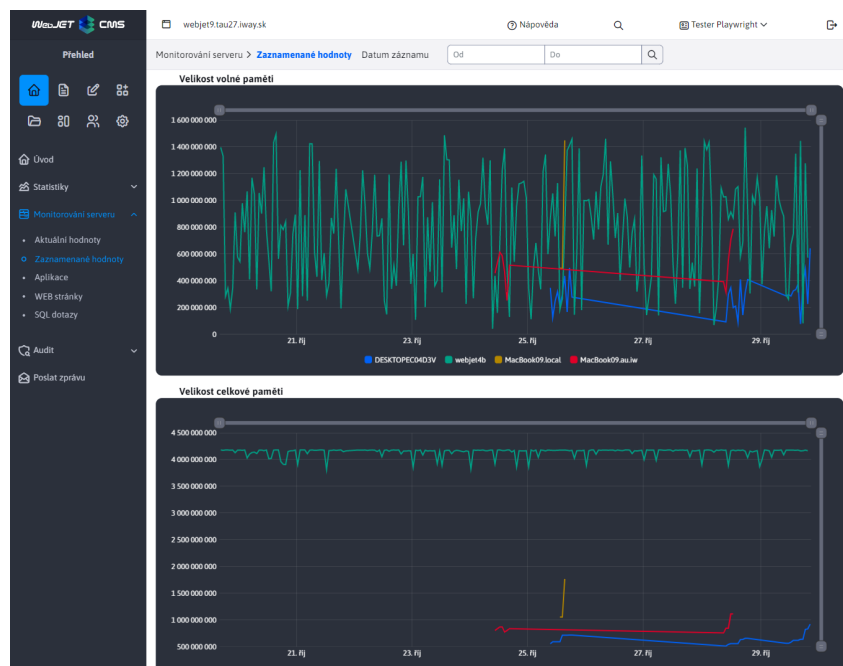 WebJET CMS
webjet9.tau27.iway.sk
Nápověda
Tester Playwright
Přehled
Monitorování serveru > Zaznamenané hodnoty Datum záznamu Od Do
Úvod
Statistiky
Monitorování serveru
Aktuální hodnoty
Zaznamenané hodnoty
Aplikace
WEB stránky
SQL dotazy
Audit
Poslat zprávu
Velikost volné paměti
1 600 000 000
1 400 000 000
1 200 000 000
1 000 000 000
800 000 000
600 000 000
400 000 000
200 000 000
0
21. říj 23. říj 25. říj 27. říj 29. říj
DESKTOPEC04D3V webjet4b MacBook09.local MacBook09.au.iw
Velikost celkové paměti
4 500 000 000
4 000 000 000
3 500 000 000
3 000 000 000
2 500 000 000
2 000 000 000
1 500 000 000
1 000 000 000
500 000 000
21. říj 23. říj 25. říj 27. říj 29. říj